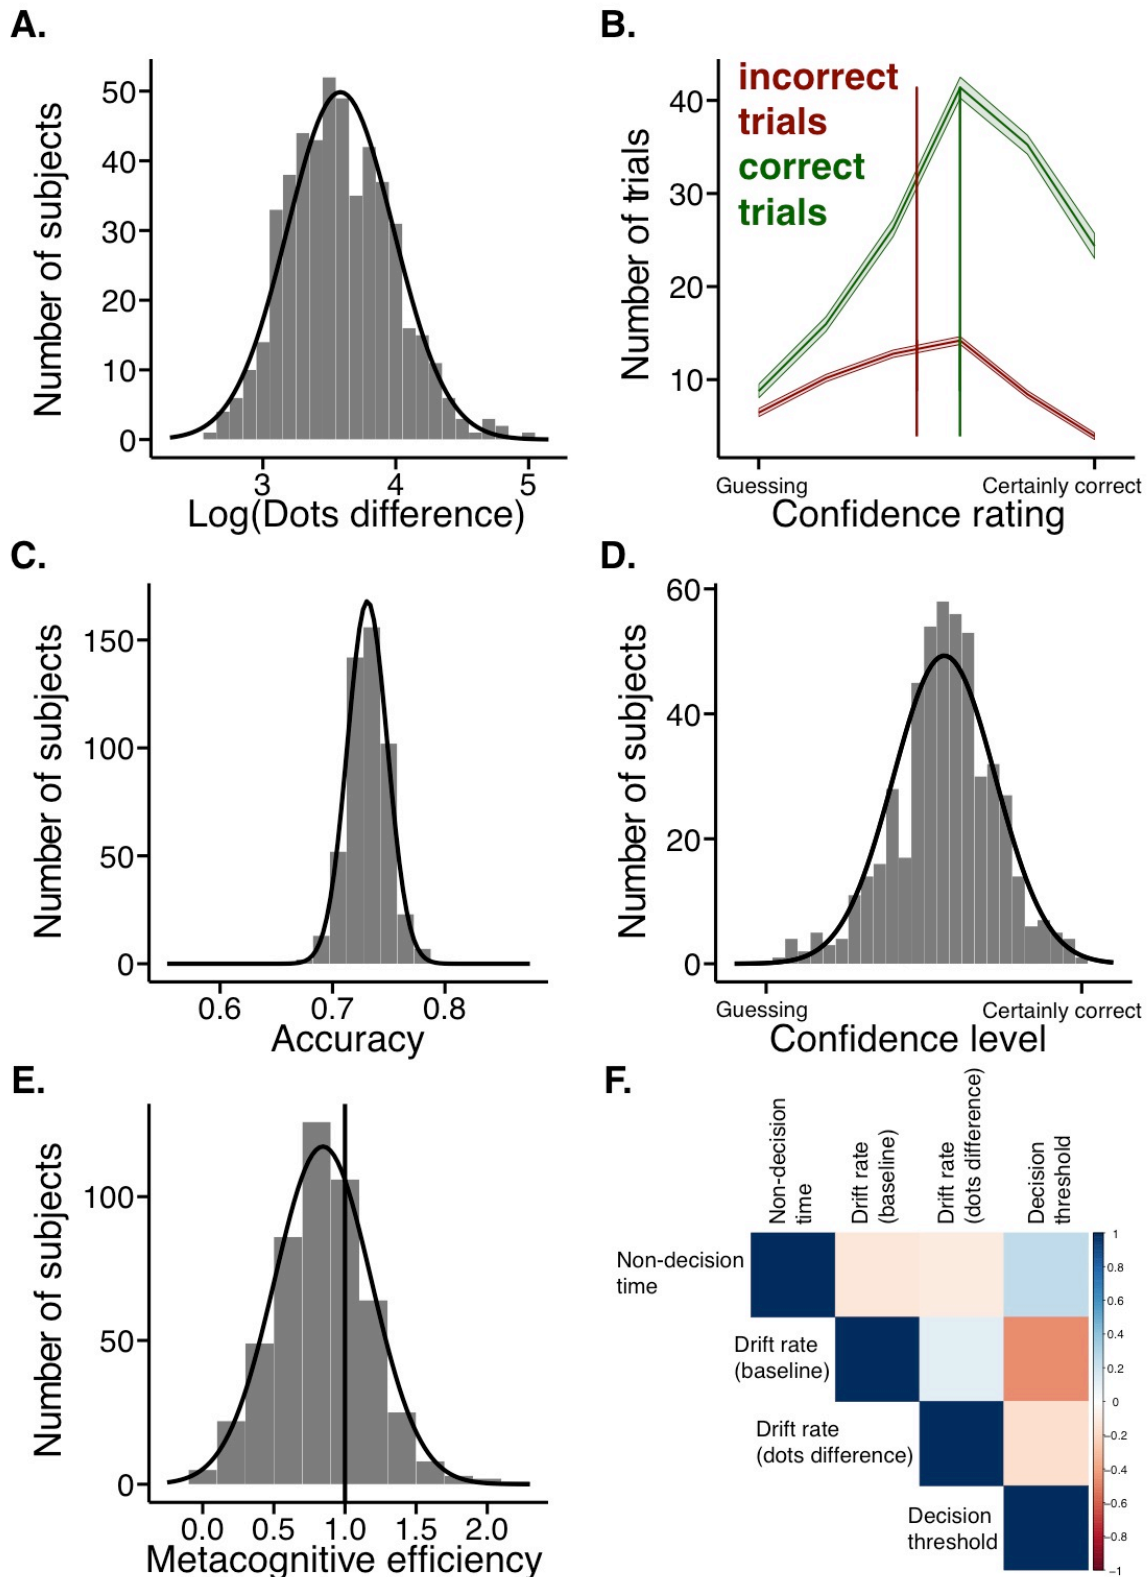 A.
Number of subjects
50
40
30
20
10
0
3 4 5
Log(Dots difference)
B.
incorrect
trials
correct
trials
Number of trials
40
30
20
10
Guessing Certainly correct
Confidence rating
C.
Number of subjects
150
100
50
0
0.6 0.7 0.8
Accuracy
D.
Number of subjects
60
40
20
0
Guessing Certainly correct
Confidence level
E.
Number of subjects
100
50
0
0.0 0.5 1.0 1.5 2.0
Metacognitive efficiency
F.
Non-decision
time
Drift rate
(baseline)
Drift rate
(dots difference)
Decision
threshold
Non-decision
time
Drift rate
(baseline)
Drift rate
(dots difference)
Decision
threshold
1
0.8
0.6
0.4
0.2
0
−0.2
−0.4
−0.6
−0.8
−1